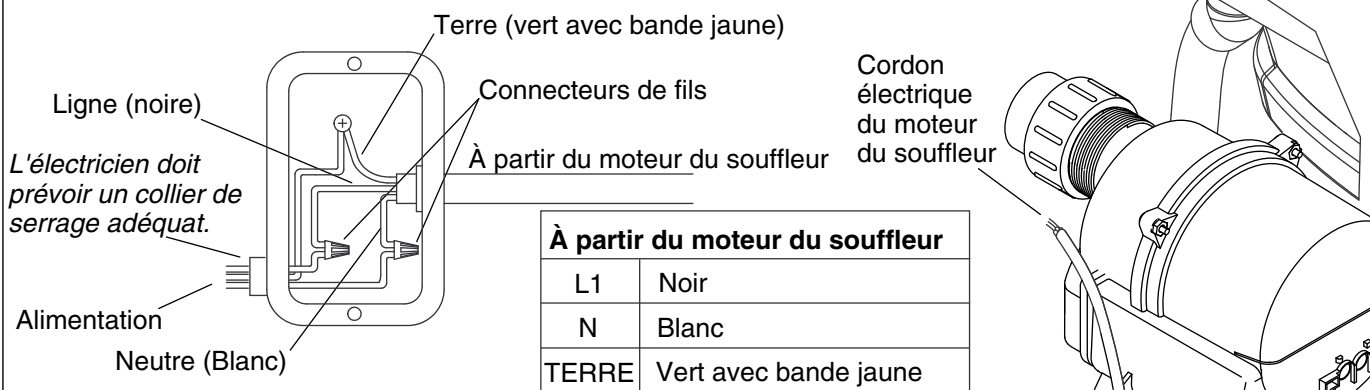 Terre (vert avec bande jaune)
Ligne (noire)
Connecteurs de fils
L'électricien doit
prévoir un collier de
serrage adéquat.
À partir du moteur du souffleur
Alimentation
Neutre (Blanc)
À partir du moteur du souffleur
L1 Noir
N Blanc
TERRE Vert avec bande jaune
Cordon
électrique
du moteur
du souffleur